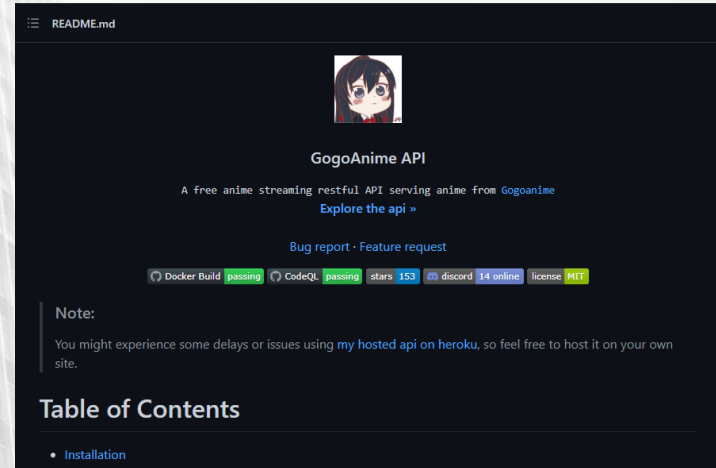 README.md
GogoAnime API
A free anime streaming restful API serving anime from Gogoanime
Explore the api »
Bug report · Feature request
Docker Build passing CodeQL passing stars 153 discord 14 online license MIT
Note:
You might experience some delays or issues using my hosted api on heroku, so feel free to host it on your own
site.
Table of Contents
Installation